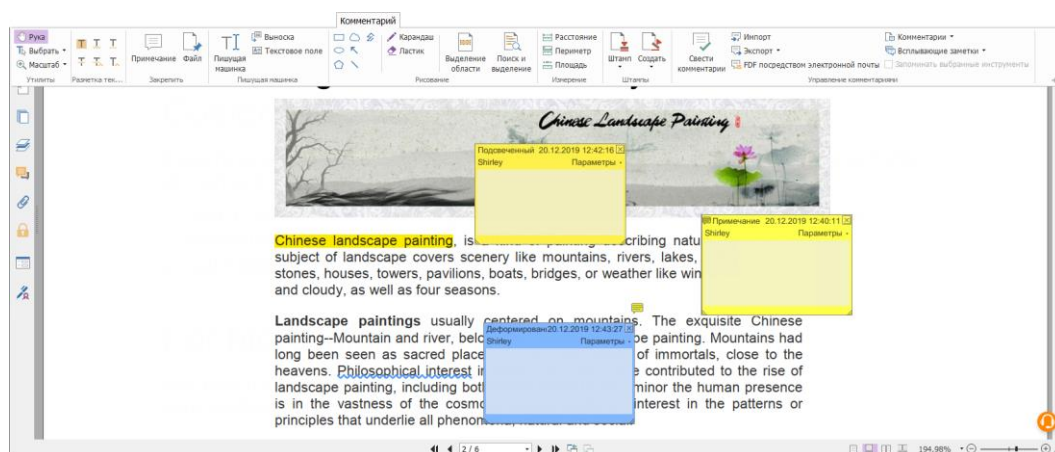 Комментарий
Рука
Выбрать
Масштаб
Утилиты
T T T
T T T
Разметка тек...
Примечание
Файл
Закрепить
Пишущая машинка
Выноска
Текстовое поле
Пишущая машинка
Карандаш
Ластик
Выделение области
Поиск и выделение
Рисование
Расстояние
Периметр
Площадь
Измерение
Штамп
Создать
Штампы
Свести комментарии
Импорт
Экспорт
FDF посредством электронной почты
Комментарии
Всплывающие заметки
Запоминать выбранные инструменты
Управление комментариями
Chinese Landscape Painting
Подсвеченный 20.12.2019 12:42:16
Shirley Параметры
Примечание 20.12.2019 12:40:11
Shirley Параметры
Chinese landscape painting, is
subject of landscape covers scenery like mountains, rivers, lakes,
stones, houses, towers, pavilions, boats, bridges, or weather like
and cloudy, as well as four seasons.
Landscape paintings usually centered on mountains. The exquisite Chinese
painting--Mountain and river, painting. Mountains had
Деформирован 20.12.2019 12:43:27
Shirley Параметры
long been seen as sacred of immortals, close to the
heavens. Philosophical interest contributed to the rise of
landscape painting, including minor the human presence
is in the vastness of the interest in the patterns or
principles that underlie all
2 / 6
194,98%